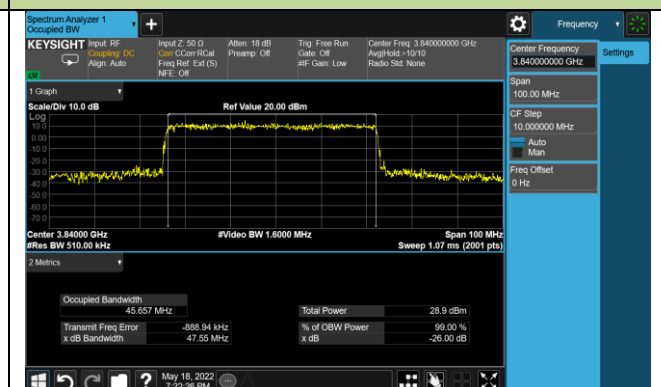 Spectrum Analyzer 1
Occupied BW
Frequency
KEYSIGHT
Input: RF
Coupling: DC
Align: Auto
Input Z: 50 Ω
Corr CCorr RCal
Freq Ref: Ext (S)
NFE: Off
Atten: 18 dB
Preamp: Off
Trig: Free Run
Gate: Off
#IF Gain: Low
Center Freq: 3.840000000 GHz
Avg|Hold:>10/10
Radio Std: None
Center Frequency
3.840000000 GHz
Settings
Span
100.00 MHz
CF Step
10.000000 MHz
Auto
Man
Freq Offset
0 Hz
1 Graph
Scale/Div 10.0 dB
Ref Value 20.00 dBm
Log
10.0
0.00
-10.0
-20.0
-30.0
-40.0
-50.0
-60.0
-70.0
Center 3.84000 GHz
#Video BW 1.6000 MHz
Span 100 MHz
#Res BW 510.00 kHz
Sweep 1.07 ms (2001 pts)
2 Metrics
Occupied Bandwidth
45.657 MHz
Total Power
28.9 dBm
Transmit Freq Error
-888.94 kHz
% of OBW Power
99.00 %
x dB Bandwidth
47.55 MHz
x dB
-26.00 dB
May 18, 2022
7:22:26 PM